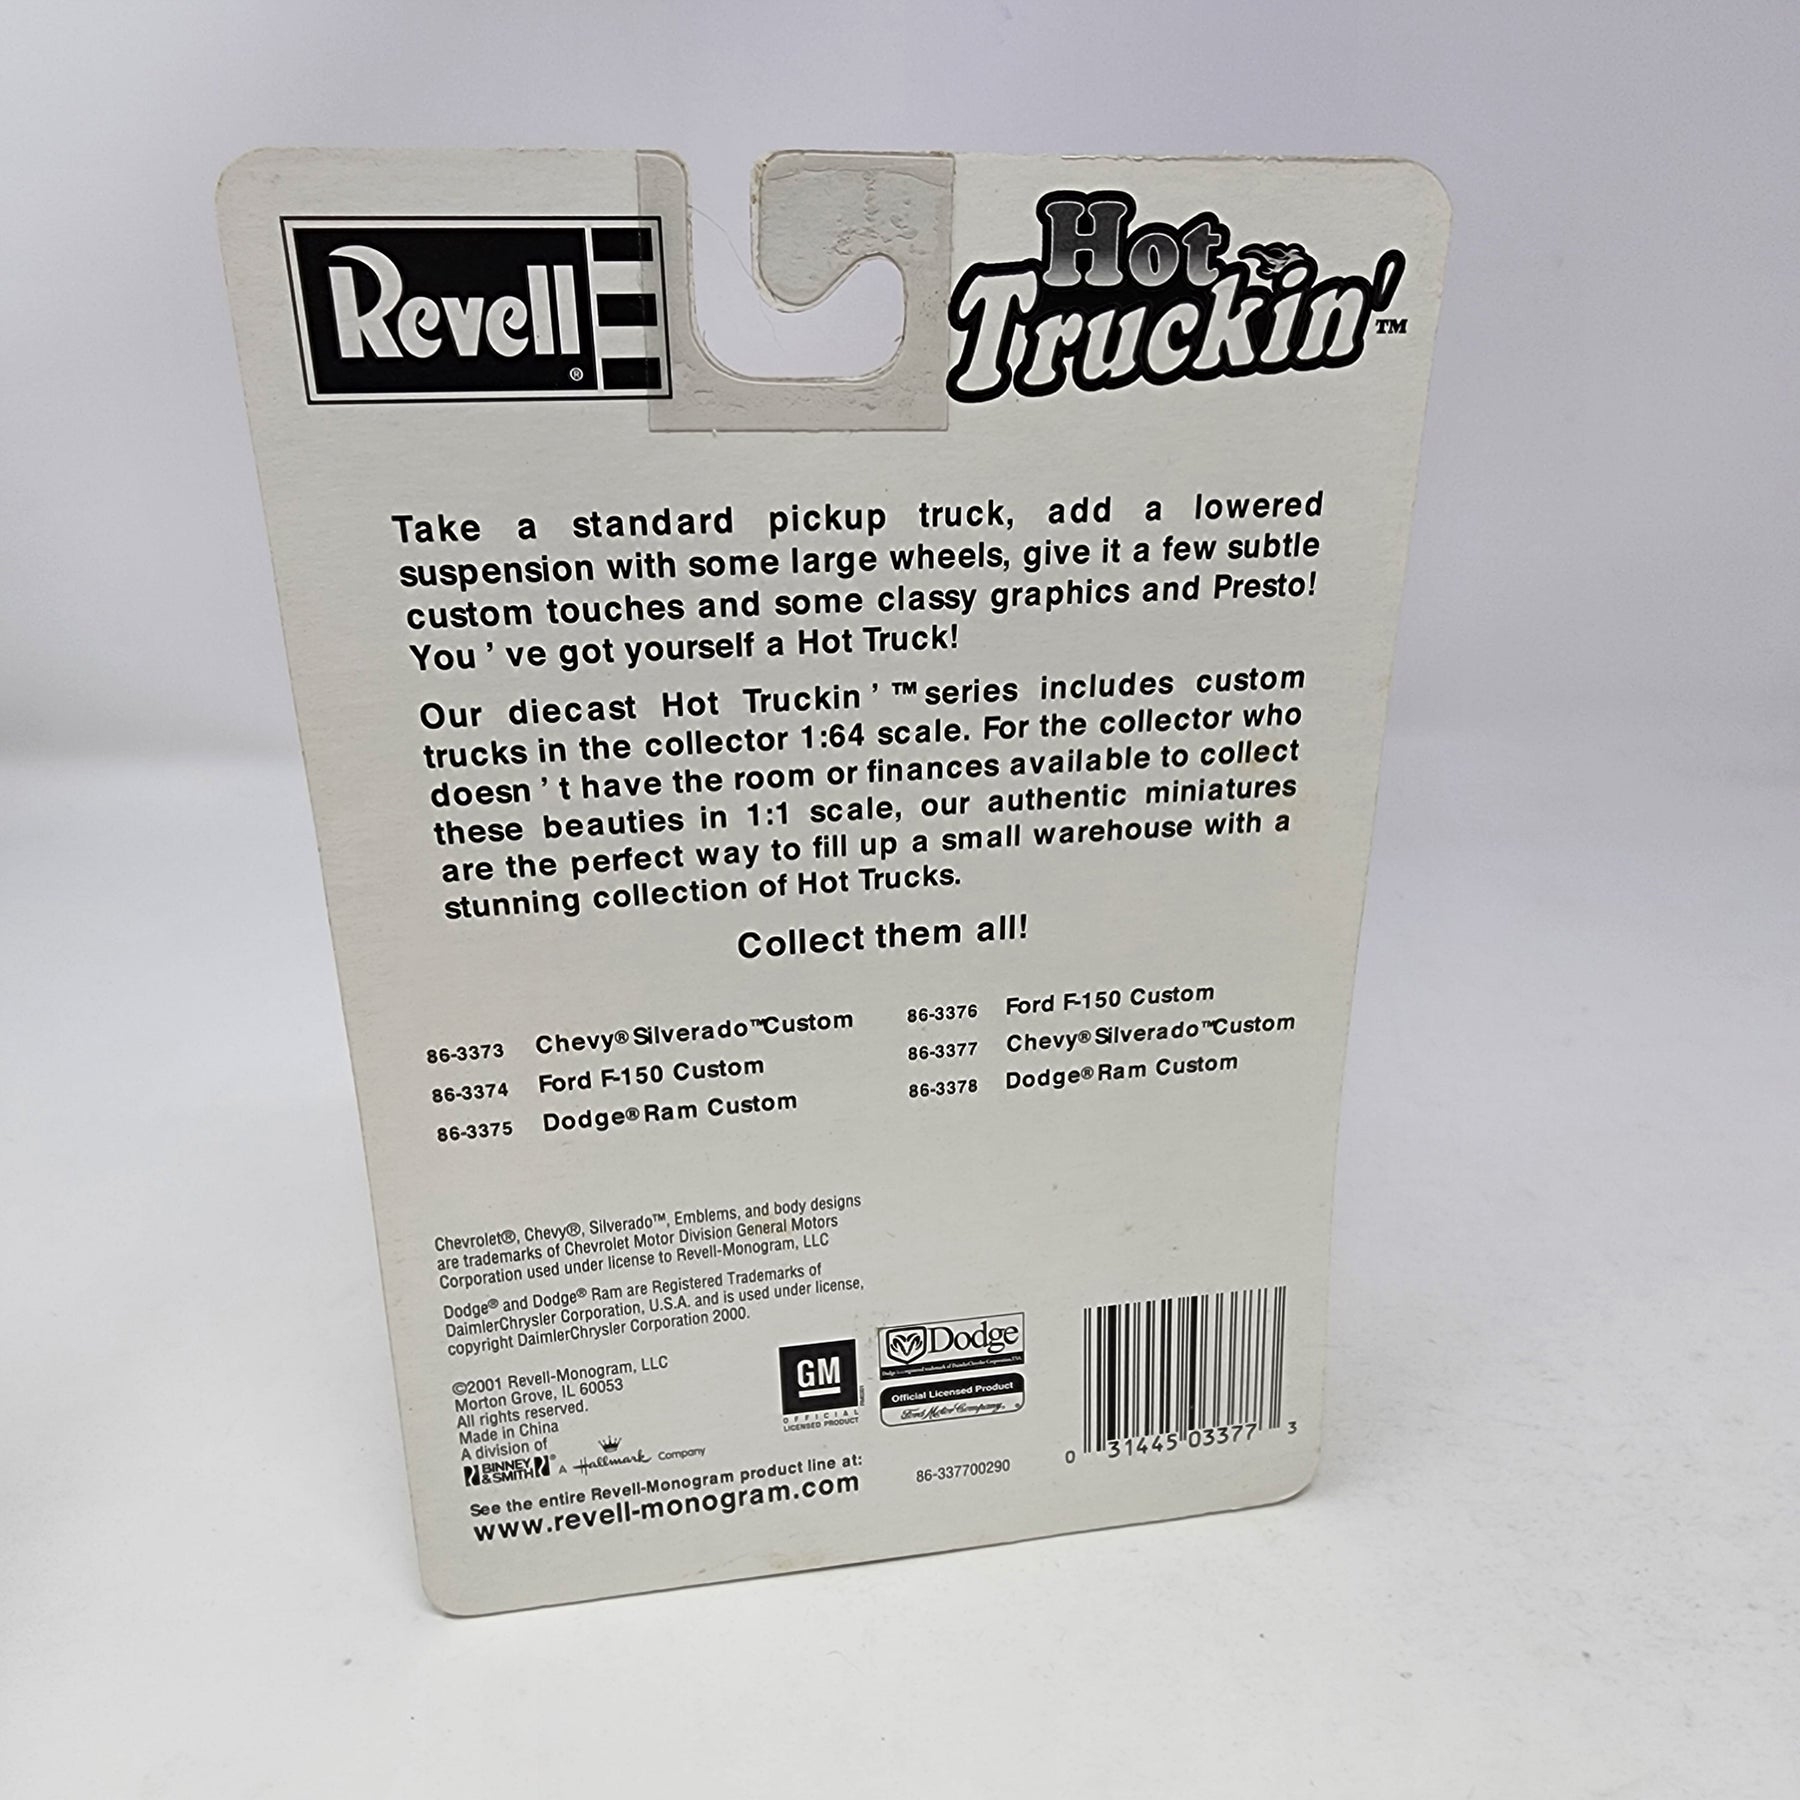 Revell®
Hot
Truckin'™
Take a standard pickup truck, add a lowered
suspension with some large wheels, give it a few subtle
custom touches and some classy graphics and Presto!
You ' ve got yourself a Hot Truck!
Our diecast Hot Truckin ' ™ series includes custom
trucks in the collector 1:64 scale. For the collector who
doesn ' t have the room or finances available to collect
these beauties in 1:1 scale, our authentic miniatures
are the perfect way to fill up a small warehouse with a
stunning collection of Hot Trucks.
Collect them all!
86-3373 Chevy® Silverado™ Custom
86-3374 Ford F-150 Custom
86-3375 Dodge® Ram Custom
86-3376 Ford F-150 Custom
86-3377 Chevy® Silverado™ Custom
86-3378 Dodge® Ram Custom
Chevrolet®, Chevy®, Silverado™, Emblems, and body designs
are trademarks of Chevrolet Motor Division General Motors
Corporation used under license to Revell-Monogram, LLC
Dodge® and Dodge® Ram are Registered Trademarks of
DaimlerChrysler Corporation, U.S.A. and is used under license,
copyright DaimlerChrysler Corporation 2000.
©2001 Revell-Monogram, LLC
Morton Grove, IL 60053
All rights reserved.
Made in China
A division of
BINNEY
& SMITH® A Hallmark Company
See the entire Revell-Monogram product line at:
www.revell-monogram.com
GM
OFFICIAL
LICENSED PRODUCT
Dodge
Official Licensed Product
Ford Motor Company
86-337700290
0 31445 03377 3